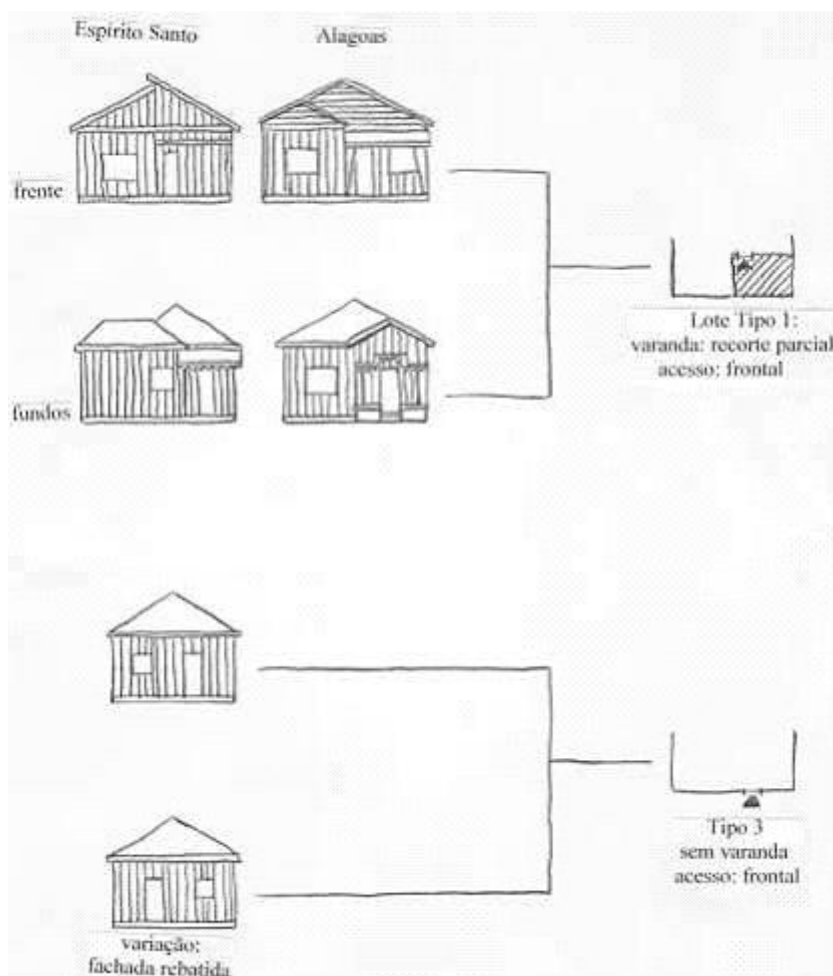 Espírito Santo
Alagoas
frente
Lote Tipo 1:
varanda: recorte parcial
acesso: frontal
fundos
Tipo 3
sem varanda
acesso: frontal
variação:
fachada rebatida